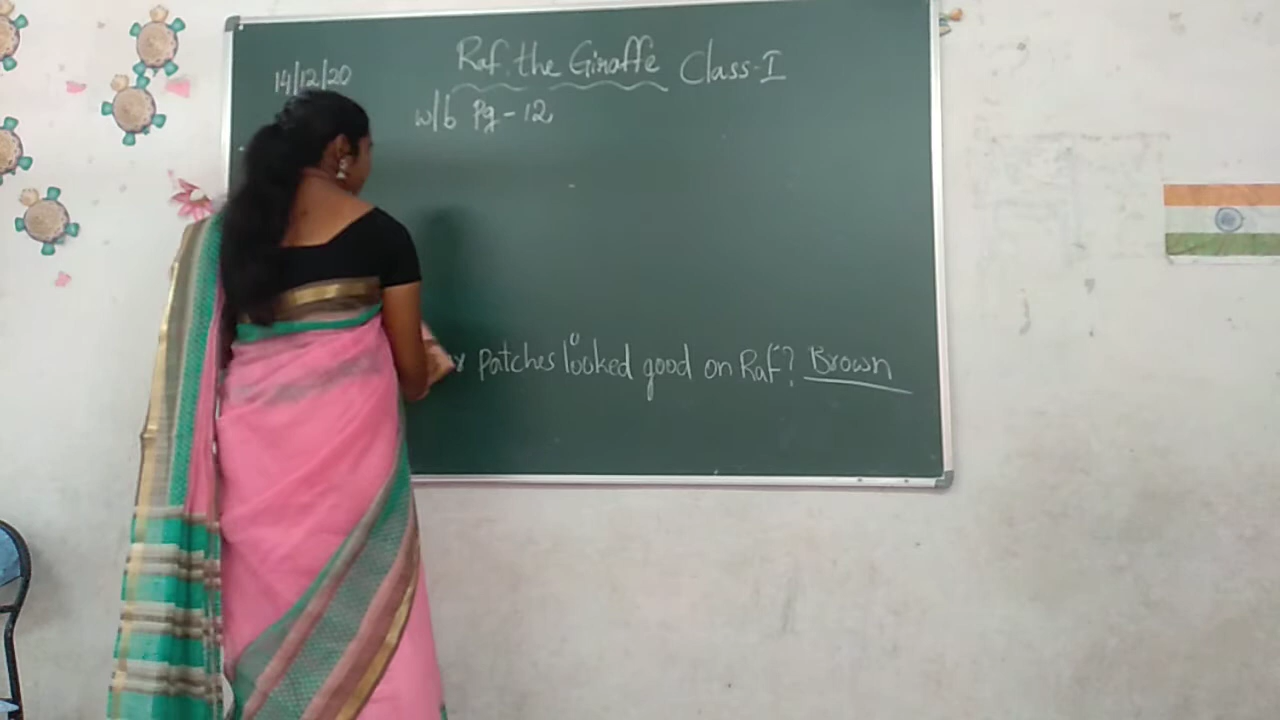 14/12/20
Raf the Giraffe Class-I
w/b Pg-12
Patches looked good on Raf? Brown